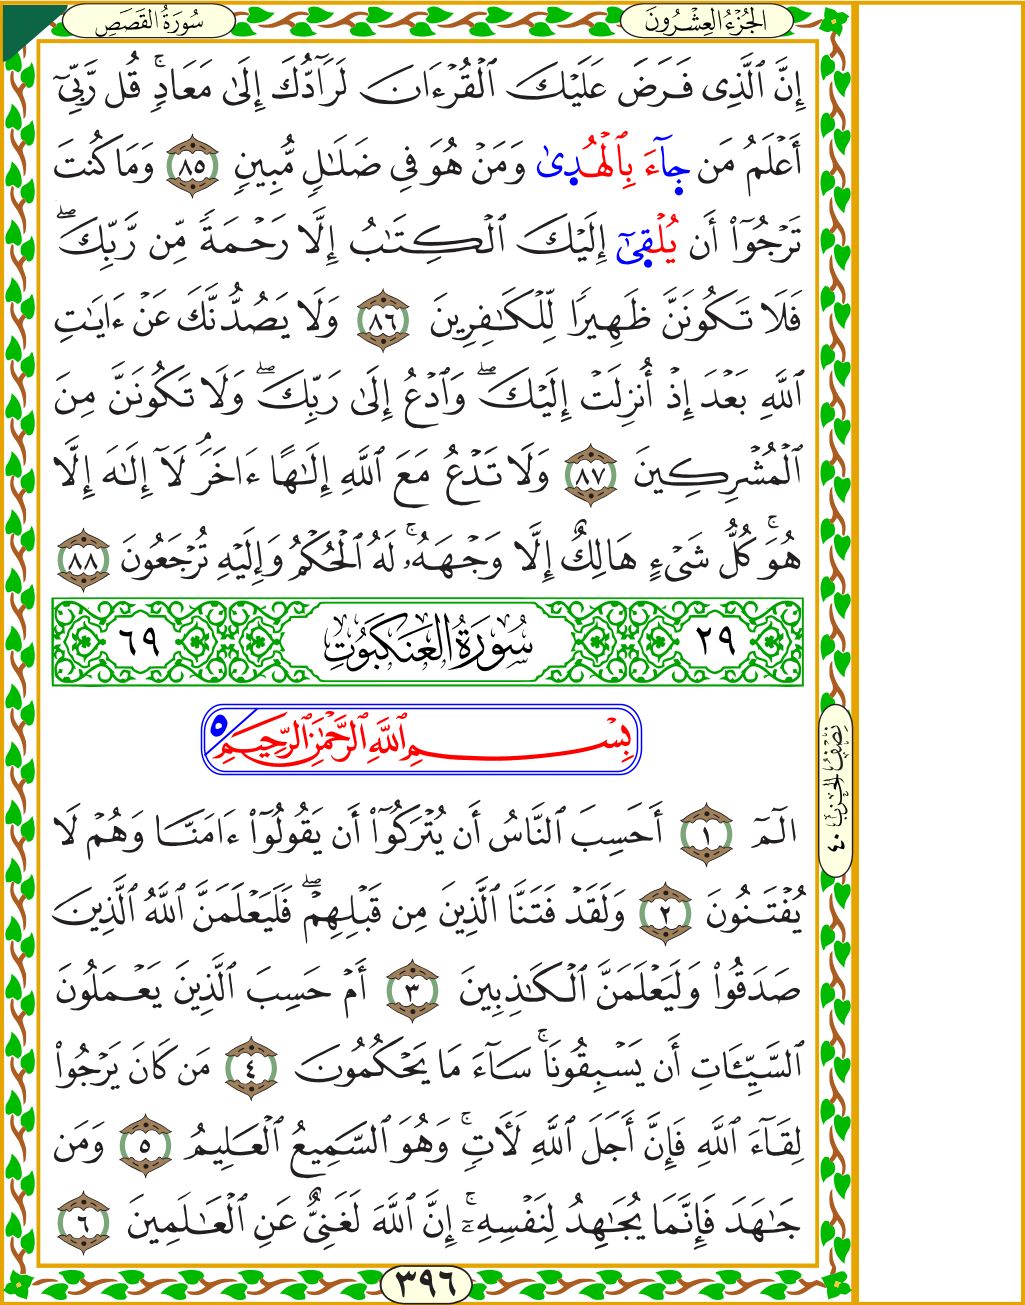 الجُزْءُ العِشْرُونَ
سُورَةُ القَصَصِ
إِنَّ ٱلَّذِى فَرَضَ عَلَيْكَ ٱلْقُرْءَانَ لَرَآدُّكَ إِلَىٰ مَعَادٍۚ قُل رَّبِّىٓ
أَعْلَمُ مَن جَآءَ بِٱلْهُدِىٰ وَمَنْ هُوَ فِى ضَلَـٰلٍ مُّبِينٍ ٨٥ وَمَا كُنتَ
تَرْجُوٓا۟ أَن يُلْقِىٰٓ إِلَيْكَ ٱلْكِتَـٰبُ إِلَّا رَحْمَةً مِّن رَّبِّكَۖ
فَلَا تَكُونَنَّ ظَهِيرًا لِّلْكَـٰفِرِينَ ٨٦ وَلَا يَصُدُّنَّكَ عَنْ ءَايَـٰتِ
ٱللَّهِ بَعْدَ إِذْ أُنزِلَتْ إِلَيْكَۖ وَٱدْعُ إِلَىٰ رَبِّكَۖ وَلَا تَكُونَنَّ مِنَ
ٱلْمُشْرِكِينَ ٨٧ وَلَا تَدْعُ مَعَ ٱللَّهِ إِلَـٰهًا ءَاخَرَۘ لَآ إِلَـٰهَ إِلَّا
هُوَۚ كُلُّ شَىْءٍ هَالِكٌ إِلَّا وَجْهَهُۥۚ لَهُ ٱلْحُكْمُ وَإِلَيْهِ تُرْجَعُونَ ٨٨
٢٩ سُورَةُ العَنكَبُوتِ ٦٩
بِسْمِ ٱللَّهِ ٱلرَّحْمَـٰنِ ٱلرَّحِيمِ ٥
الٓمٓ ١ أَحَسِبَ ٱلنَّاسُ أَن يُتْرَكُوٓا۟ أَن يَقُولُوٓا۟ ءَامَنَّا وَهُمْ لَا
يُفْتَنُونَ ٢ وَلَقَدْ فَتَنَّا ٱلَّذِينَ مِن قَبْلِهِمْۖ فَلَيَعْلَمَنَّ ٱللَّهُ ٱلَّذِينَ
صَدَقُوا۟ وَلَيَعْلَمَنَّ ٱلْكَـٰذِبِينَ ٣ أَمْ حَسِبَ ٱلَّذِينَ يَعْمَلُونَ
ٱلسَّيِّـَٔاتِ أَن يَسْبِقُونَاۚ سَآءَ مَا يَحْكُمُونَ ٤ مَن كَانَ يَرْجُوا۟
لِقَآءَ ٱللَّهِ فَإِنَّ أَجَلَ ٱللَّهِ لَـَٔاتٍۚ وَهُوَ ٱلسَّمِيعُ ٱلْعَلِيمُ ٥ وَمَن
جَـٰهَدَ فَإِنَّمَا يُجَـٰهِدُ لِنَفْسِهِۦٓۚ إِنَّ ٱللَّهَ لَغَنِىٌّ عَنِ ٱلْعَـٰلَمِينَ ٦
نِصْفُ الحِزْبِ ٤٠
٣٩٦